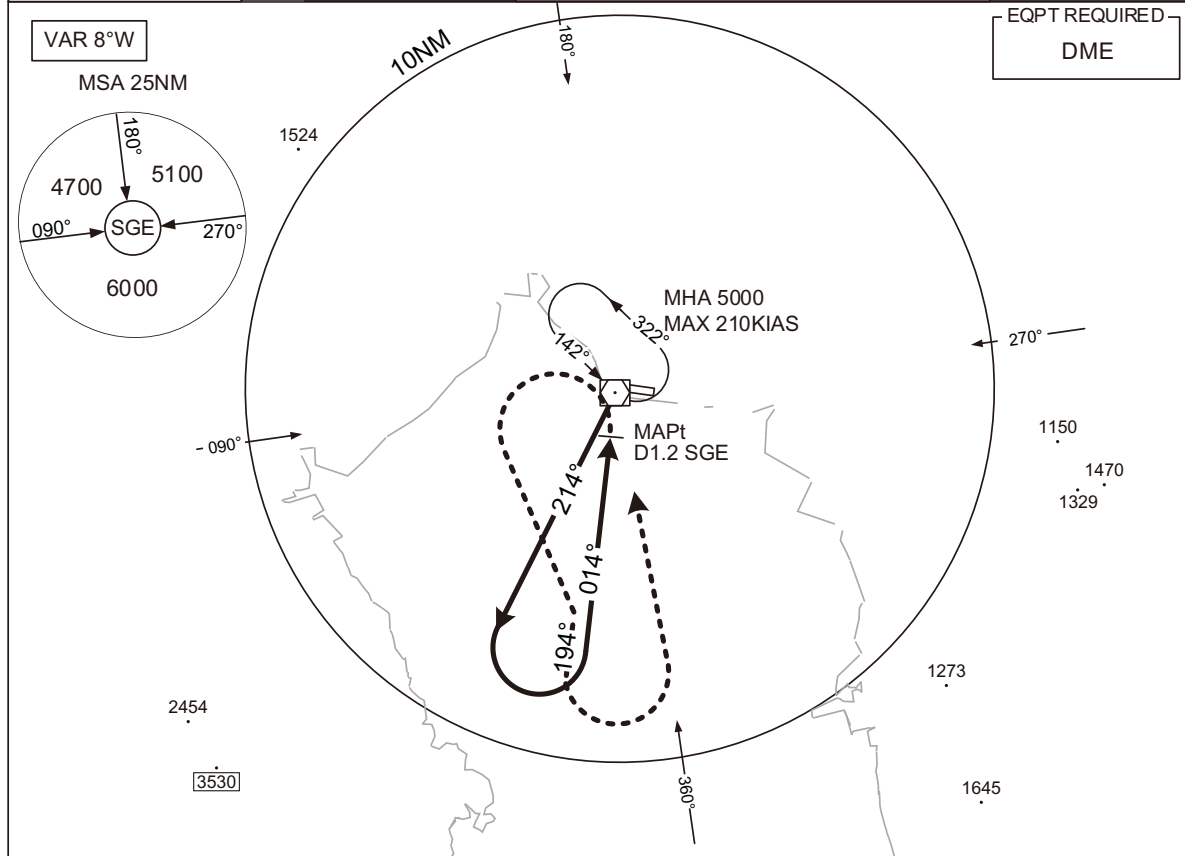 VAR 8°W
MSA 25NM
180°
4700
5100
090°
SGE
270°
6000
10NM
180°
EQPT REQUIRED
DME
1524
MHA 5000
MAX 210KIAS
322°
142°
270°
090°
MAPt
D1.2 SGE
1150
1470
1329
214°
014°
194°
1273
2454
3530
360°
1645